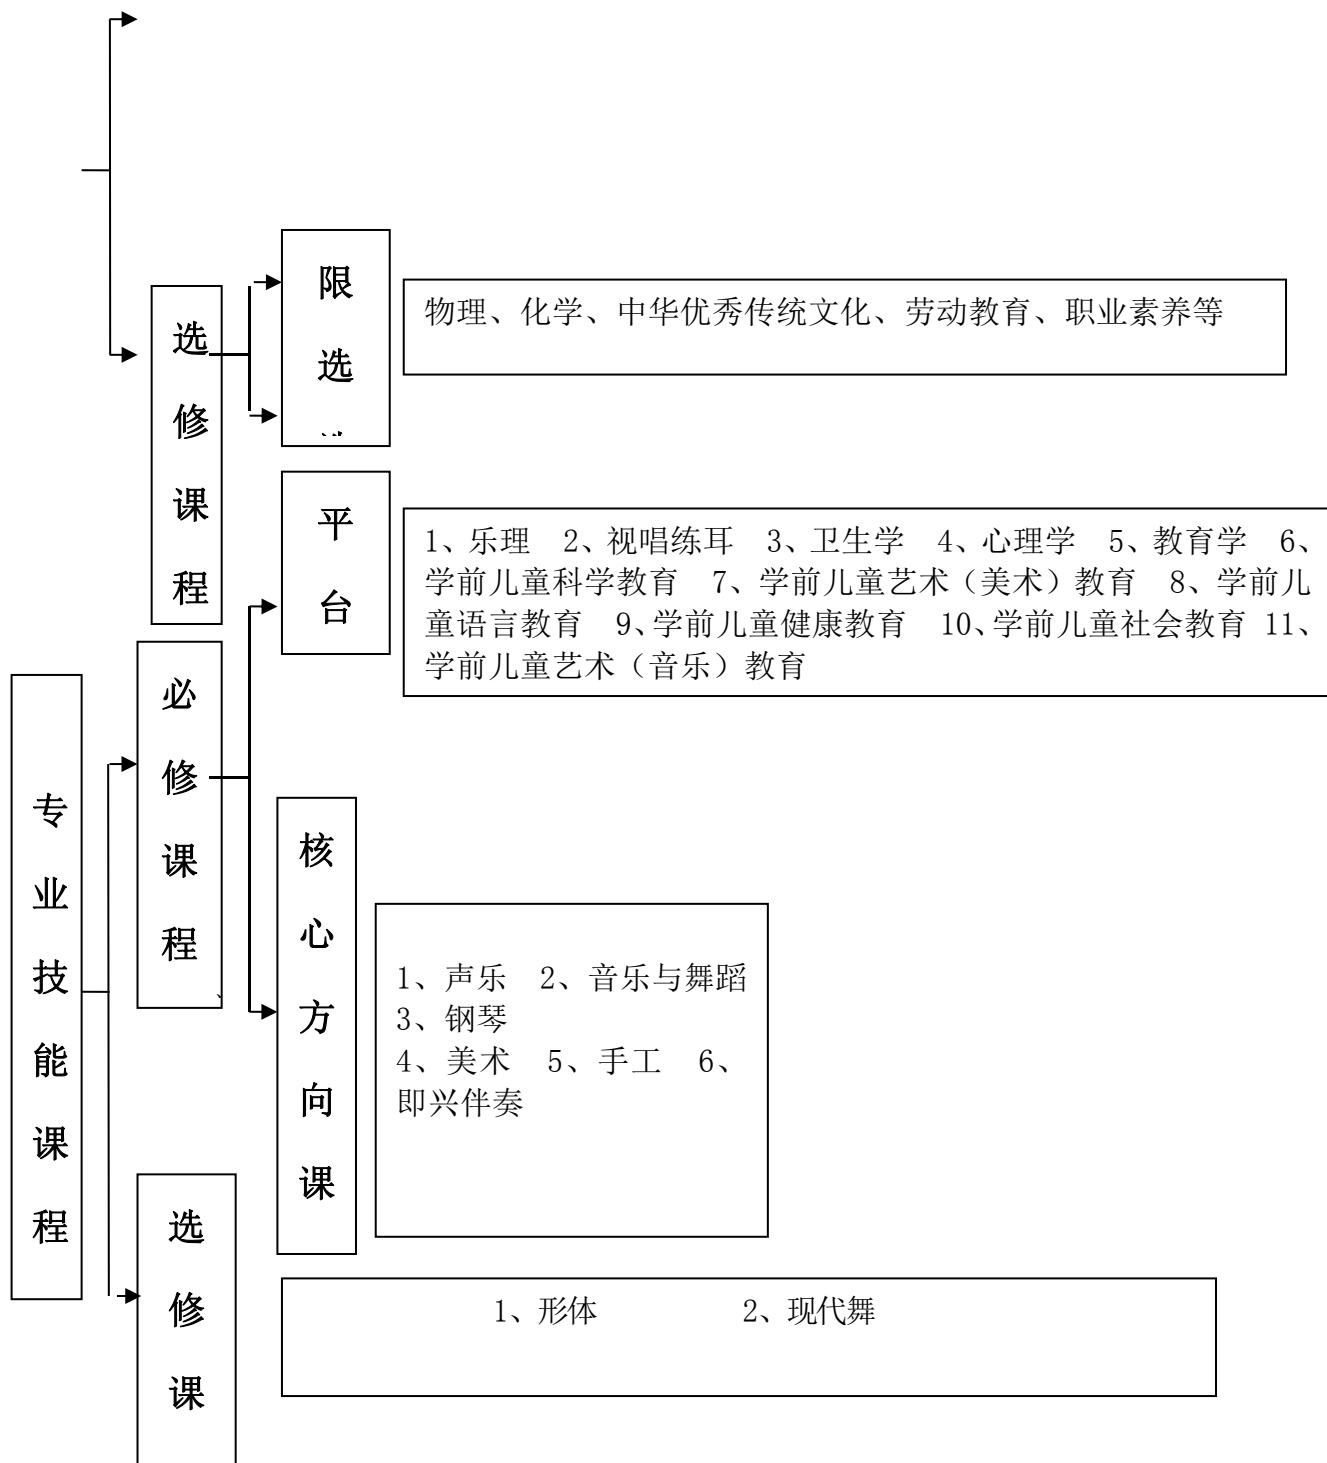 限选
物理、化学、中华优秀传统文化、劳动教育、职业素养等
选修课程
平台
1、乐理 2、视唱练耳 3、卫生学 4、心理学 5、教育学 6、
学前儿童科学教育 7、学前儿童艺术（美术）教育 8、学前儿
童语言教育 9、学前儿童健康教育 10、学前儿童社会教育 11、
学前儿童艺术（音乐）教育
必修课程、
专业技能课程
核心方向课
1、声乐 2、音乐与舞蹈
3、钢琴
4、美术 5、手工 6、
即兴伴奏
选修课
1、形体 2、现代舞